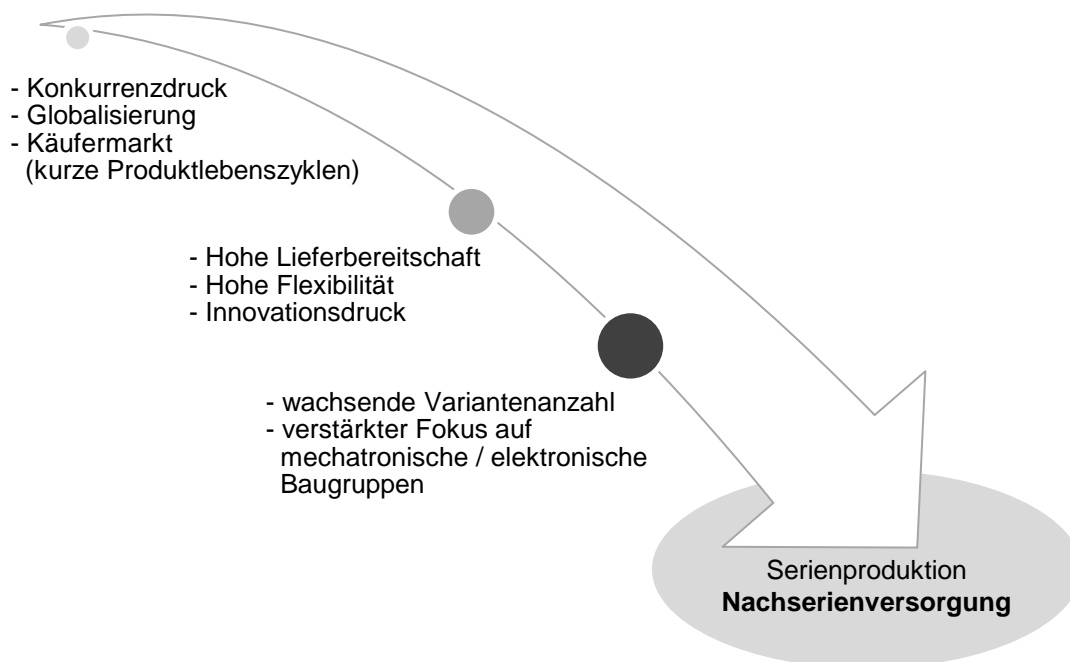 - Konkurrenzdruck
- Globalisierung
- Käufermarkt
(kurze Produktlebenszyklen)
- Hohe Lieferbereitschaft
- Hohe Flexibilität
- Innovationsdruck
- wachsende Variantenanzahl
- verstärkter Fokus auf
mechatronische / elektronische
Baugruppen
Serienproduktion
Nachserienversorgung